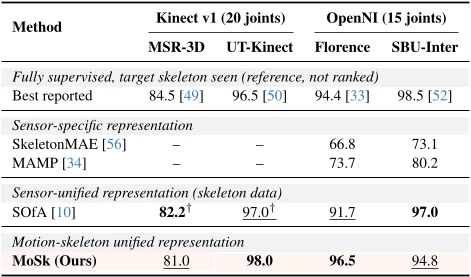 Method Kinect v1 (20 joints) OpenNI (15 joints)
MSR-3D UT-Kinect Florence SBU-Inter
Fully supervised, target skeleton seen (reference, not ranked)
Best reported 84.5 [49] 96.5 [50] 94.4 [33] 98.5 [52]
Sensor-specific representation
SkeletonMAE [56] – – 66.8 73.1
MAMP [34] – – 73.7 80.2
Sensor-unified representation (skeleton data)
SOfA [10] 82.2† 97.0† 91.7 97.0
Motion-skeleton unified representation
MoSk (Ours) 81.0 98.0 96.5 94.8